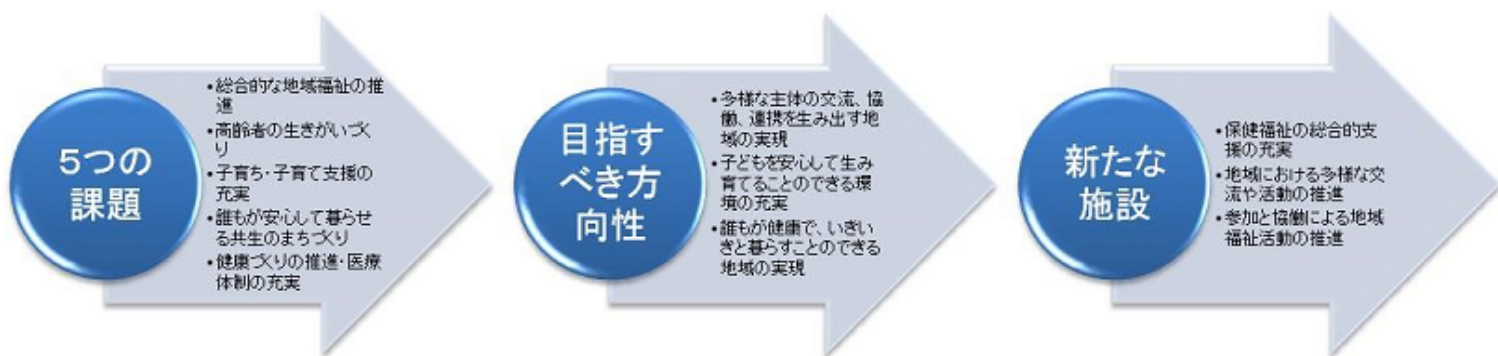 5つの
課題
•総合的な地域福祉の推
進
•高齢者の生きがいづく
り
•子育ち・子育て支援の
充実
•誰もが安心して暮らせ
る共生のまちづくり
•健康づくりの推進・医療
体制の充実
目指す
べき方
向性
•多様な主体の交流、協
働、連携を生み出す地
域の実現
•子どもを安心して生み
育てることのできる環
境の充実
•誰もが健康で、いきい
きと暮らすことのできる
地域の実現
新たな
施設
•保健福祉の総合的支
援の充実
•地域における多様な交
流や活動の推進
•参加と協働による地域
福祉活動の推進